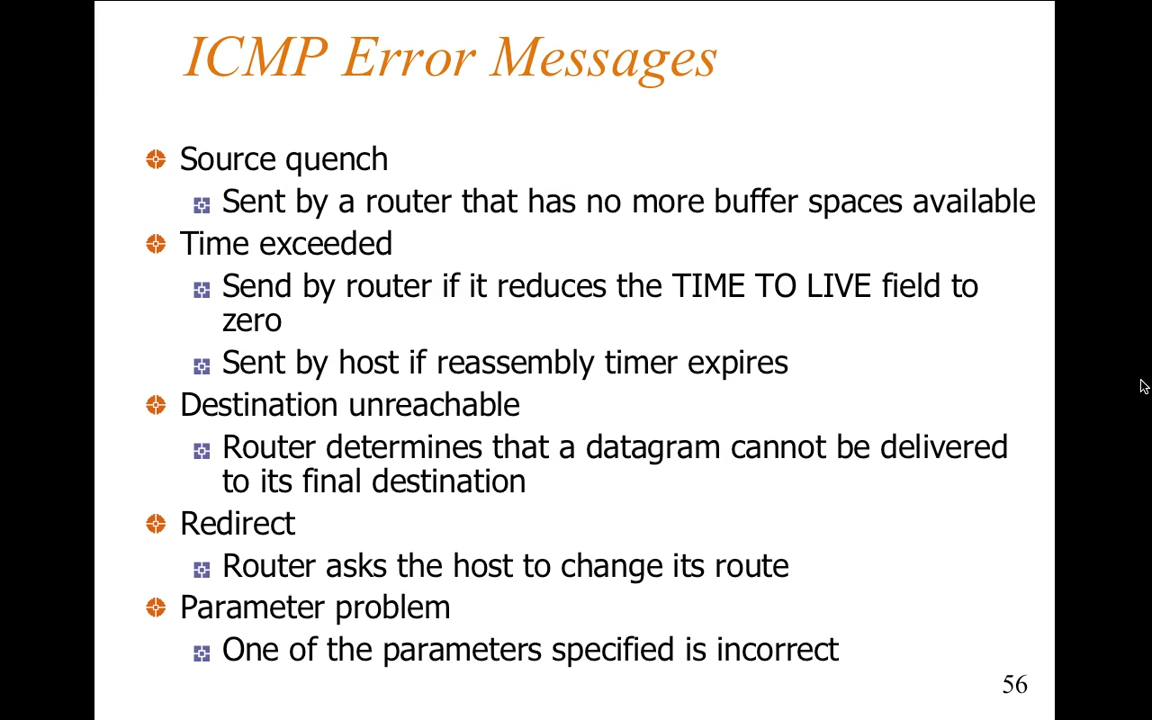 ICMP Error Messages
Source quench
Sent by a router that has no more buffer spaces available
Time exceeded
Send by router if it reduces the TIME TO LIVE field to
zero
Sent by host if reassembly timer expires
Destination unreachable
Router determines that a datagram cannot be delivered
to its final destination
Redirect
Router asks the host to change its route
Parameter problem
One of the parameters specified is incorrect
56